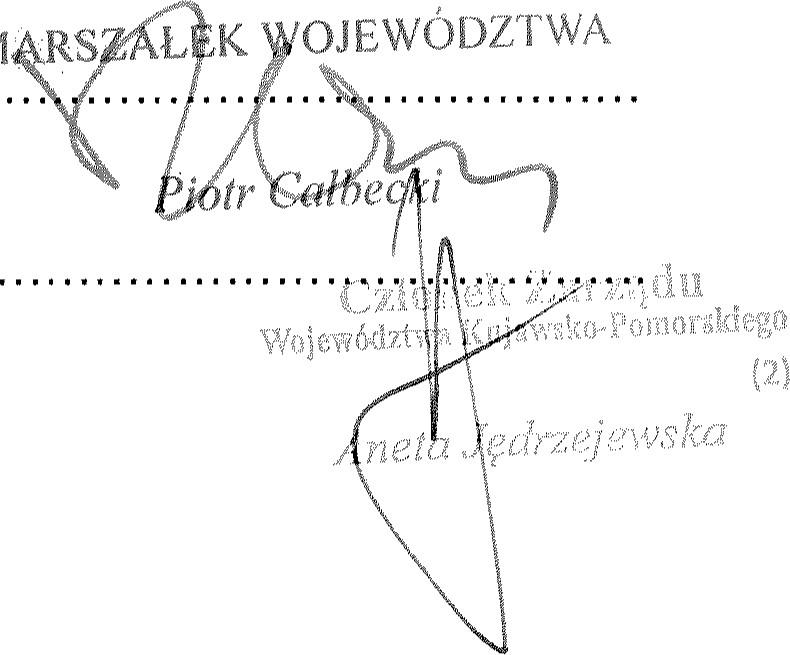 MARSZAŁEK WOJEWÓDZTWA
Piotr Całbecki
Członek Zarządu
Województwa Kujawsko-Pomorskiego
(2)
Aneta Jędrzejewska